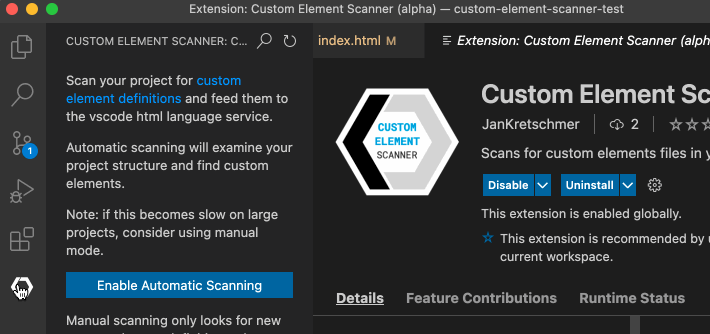 Extension: Custom Element Scanner (alpha) — custom-element-scanner-test
CUSTOM ELEMENT SCANNER: C...
index.html M
Extension: Custom Element Scanner (alph
Scan your project for custom
element definitions and feed them to
the vscode html language service.
Automatic scanning will examine your
project structure and find custom
elements.
Note: if this becomes slow on large
projects, consider using manual
mode.
Enable Automatic Scanning
Manual scanning only looks for new
1
CUSTOM
ELEMENT
SCANNER
Custom Element Sc
JanKretschmer
2
Scans for custom elements files in y
Disable
Uninstall
This extension is enabled globally.
This extension is recommended by
current workspace.
Details
Feature Contributions
Runtime Status